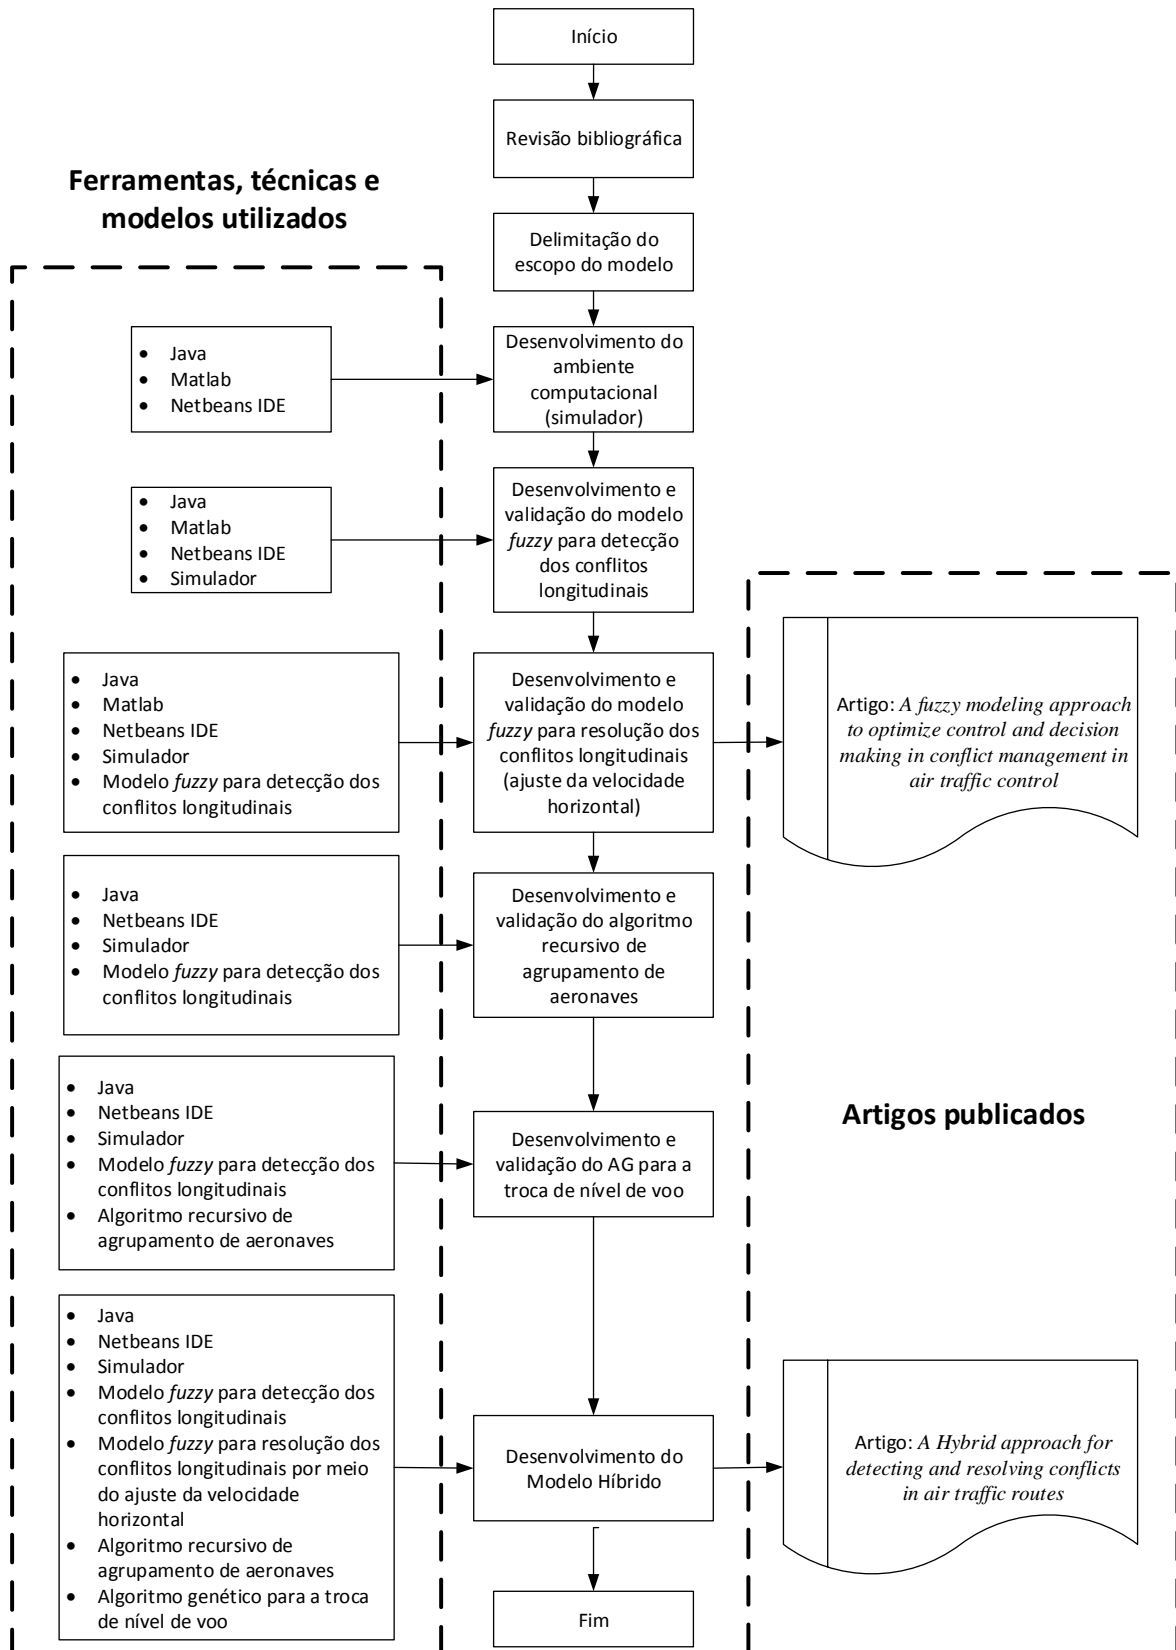 Início
Revisão bibliográfica
Ferramentas, técnicas e
modelos utilizados
Delimitação do
escopo do modelo
• Java
• Matlab
• Netbeans IDE
Desenvolvimento do
ambiente
computacional
(simulador)
• Java
• Matlab
• Netbeans IDE
• Simulador
Desenvolvimento e
validação do modelo
fuzzy para detecção
dos conflitos
longitudinais
• Java
• Matlab
• Netbeans IDE
• Simulador
• Modelo fuzzy para detecção dos
conflitos longitudinais
Desenvolvimento e
validação do modelo
fuzzy para resolução dos
conflitos longitudinais
(ajuste da velocidade
horizontal)
Artigo: A fuzzy modeling approach
to optimize control and decision
making in conflict management in
air traffic control
• Java
• Netbeans IDE
• Simulador
• Modelo fuzzy para detecção dos
conflitos longitudinais
Desenvolvimento e
validação do algoritmo
recursivo de
agrupamento de
aeronaves
Artigos publicados
• Java
• Netbeans IDE
• Simulador
• Modelo fuzzy para detecção dos
conflitos longitudinais
• Algoritmo recursivo de
agrupamento de aeronaves
Desenvolvimento e
validação do AG para a
troca de nível de voo
• Java
• Netbeans IDE
• Simulador
• Modelo fuzzy para detecção dos
conflitos longitudinais
• Modelo fuzzy para resolução dos
conflitos longitudinais por meio
do ajuste da velocidade
horizontal
• Algoritmo recursivo de
agrupamento de aeronaves
• Algoritmo genético para a troca
de nível de voo
Desenvolvimento do
Modelo Híbrido
Artigo: A Hybrid approach for
detecting and resolving conflicts
in air traffic routes
Fim